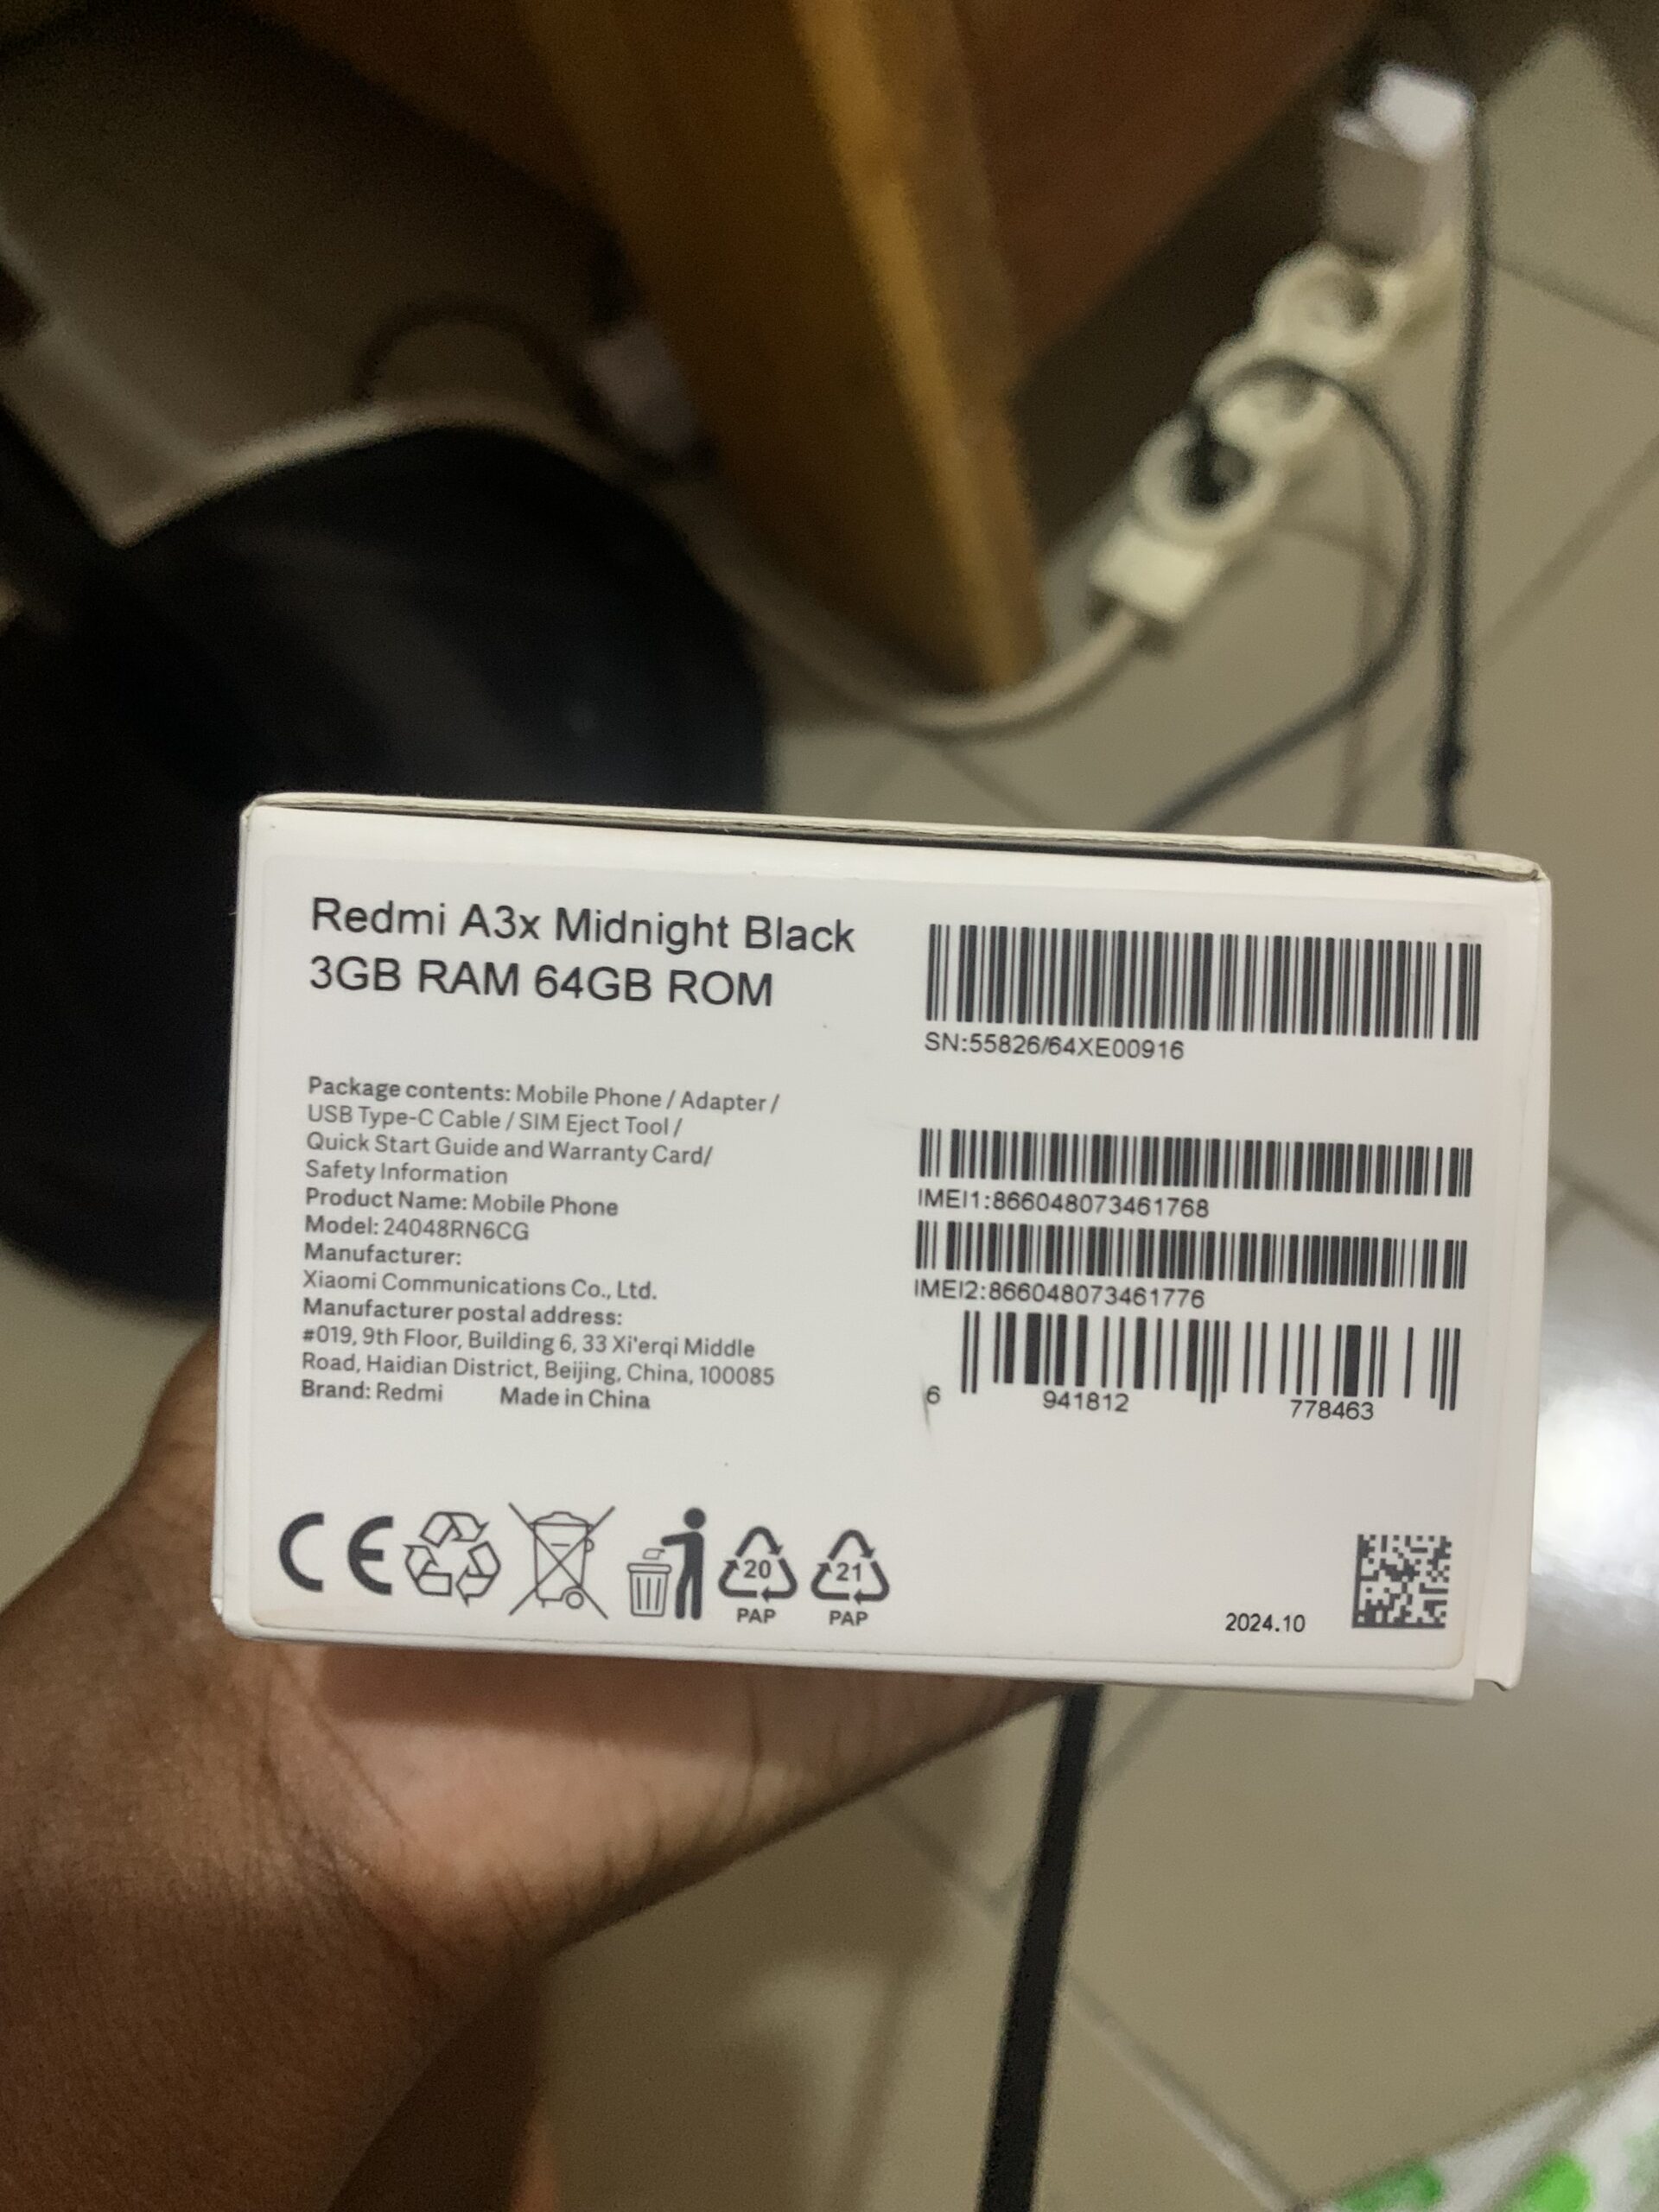 Redmi A3x Midnight Black
3GB RAM 64GB ROM
Package contents: Mobile Phone / Adapter /
USB Type-C Cable / SIM Eject Tool /
Quick Start Guide and Warranty Card/
Safety Information
Product Name: Mobile Phone
Model: 24048RN6CG
Manufacturer:
Xiaomi Communications Co., Ltd.
Manufacturer postal address:
#019, 9th Floor, Building 6, 33 Xi'erqi Middle
Road, Haidian District, Beijing, China, 100085
Brand: Redmi Made in China
SN:55826/64XE00916
IMEI1:866048073461768
IMEI2:866048073461776
6 941812 778463
CE
20 21
PAP PAP
2024.10